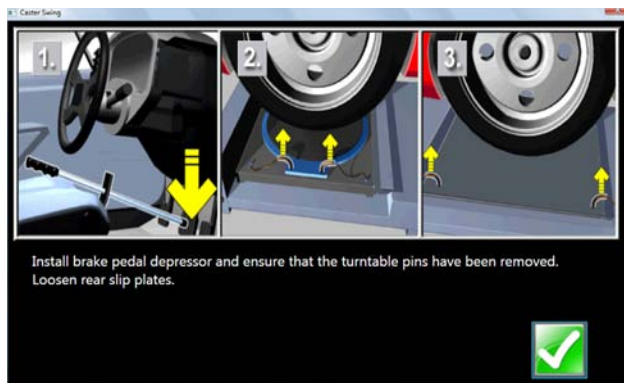 Caster Swing
1. 2. 3.
Install brake pedal depressor and ensure that the turntable pins have been removed.
Loosen rear slip plates.